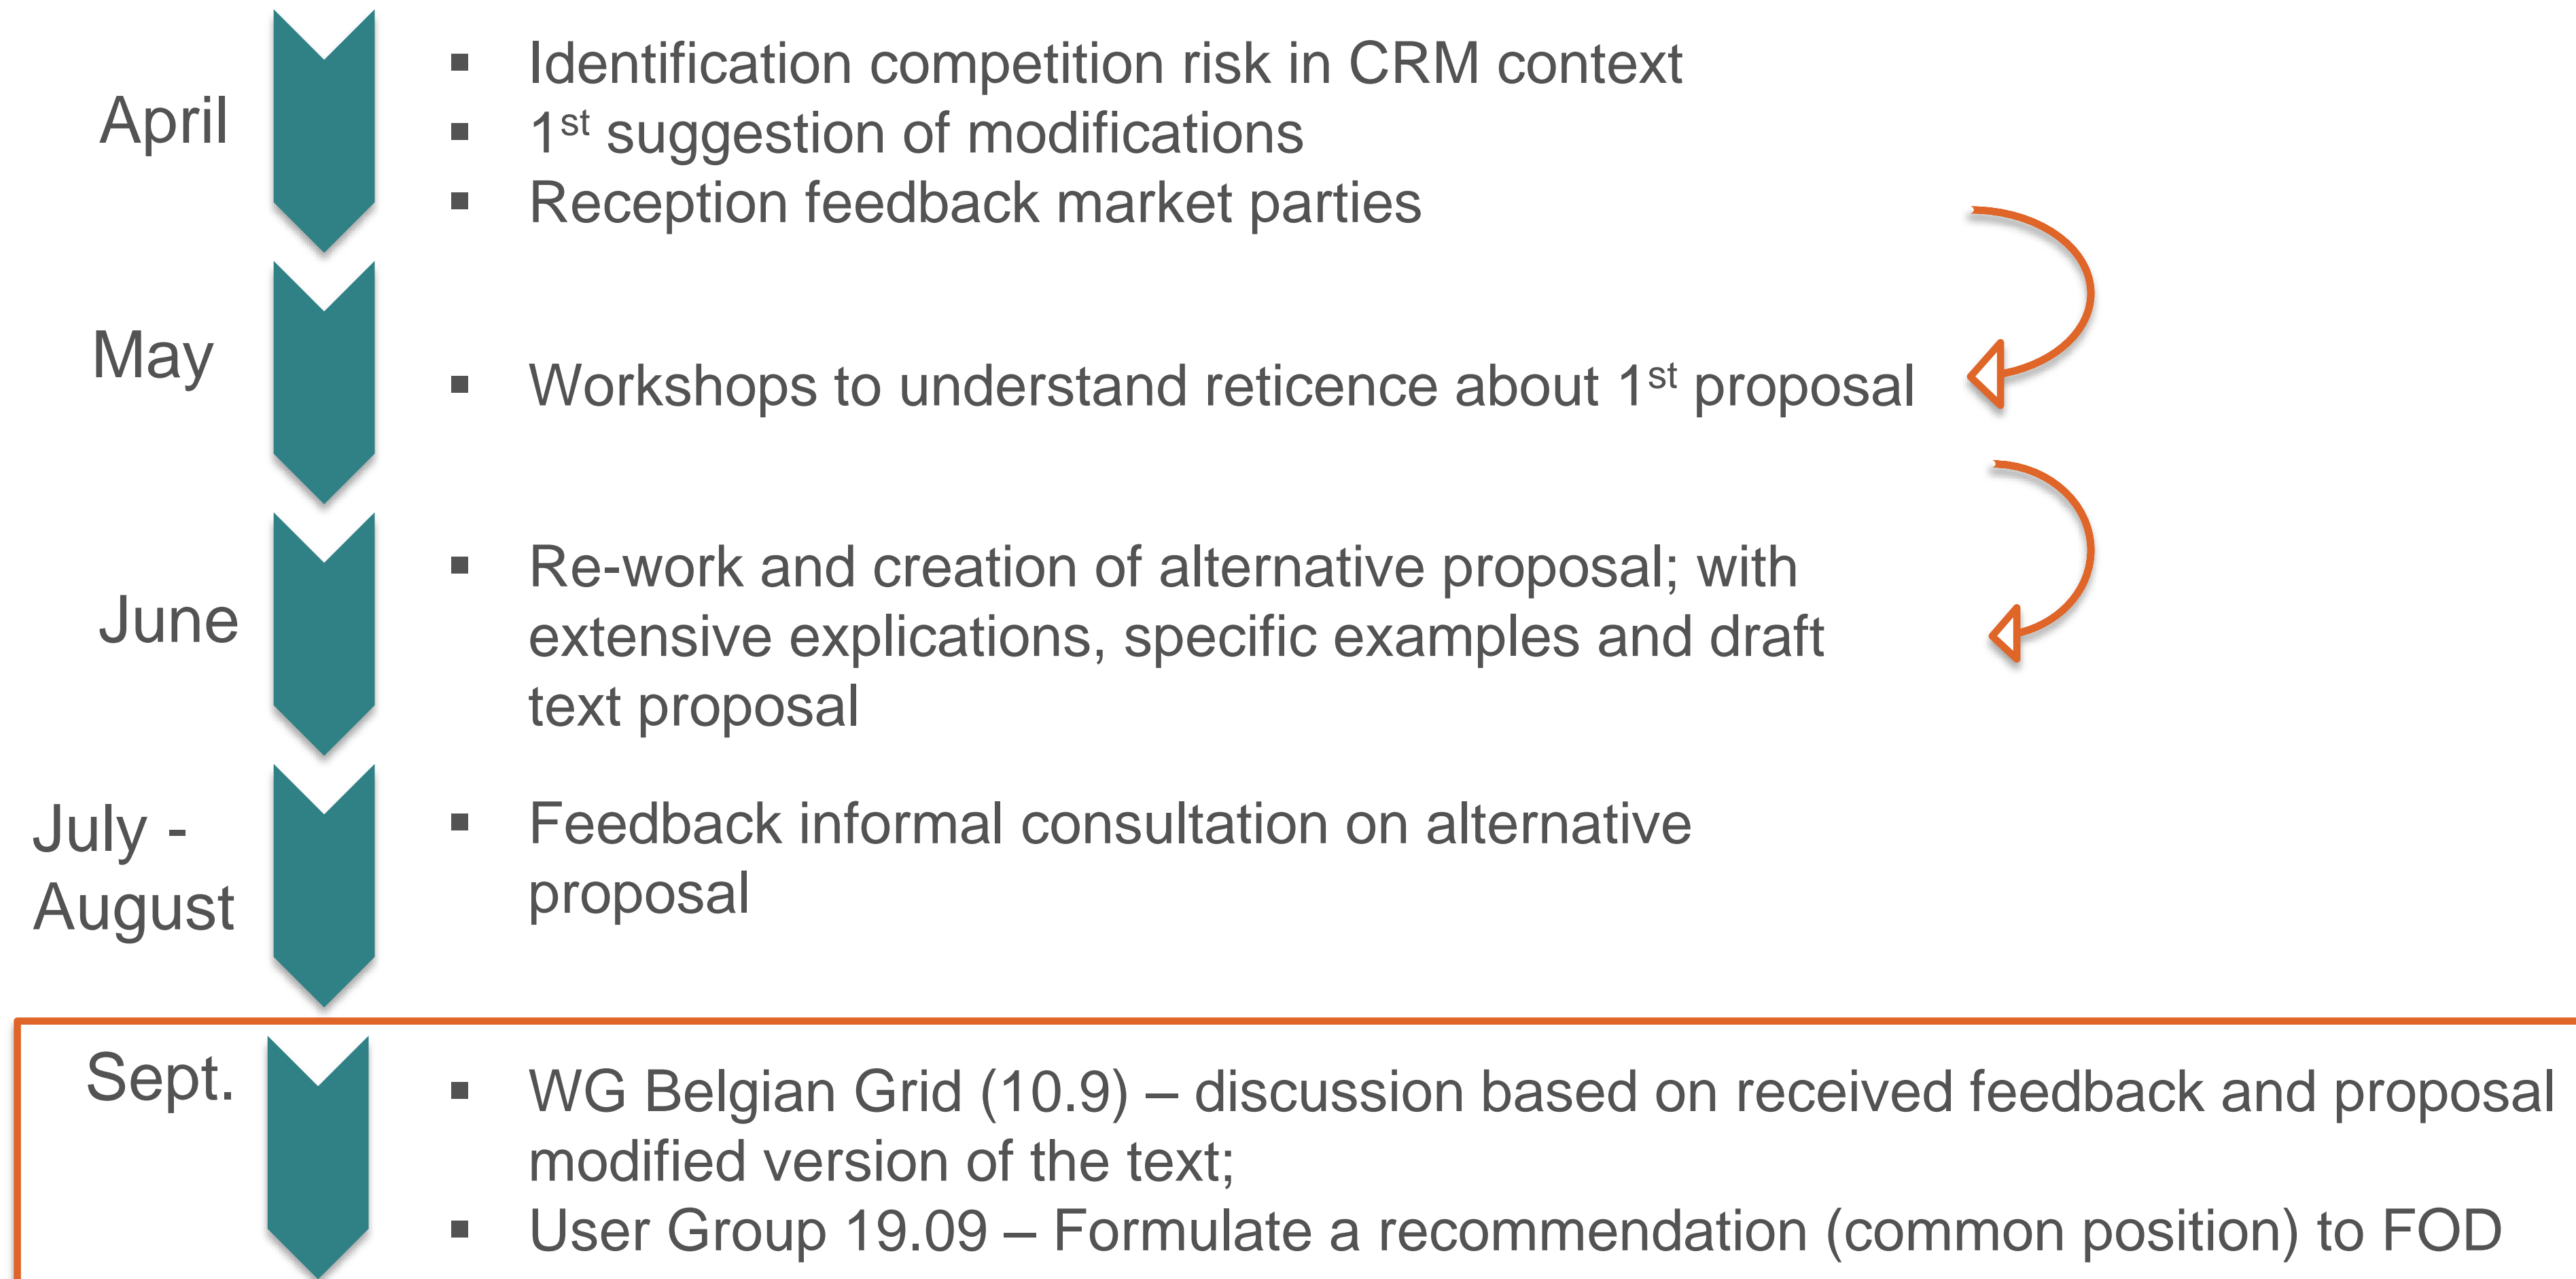 April
▪ Identification competition risk in CRM context
▪ 1st suggestion of modifications
▪ Reception feedback market parties
May
▪ Workshops to understand reticence about 1st proposal
June
▪ Re-work and creation of alternative proposal; with
extensive explications, specific examples and draft
text proposal
July -
August
▪ Feedback informal consultation on alternative
proposal
Sept.
▪ WG Belgian Grid (10.9) – discussion based on received feedback and proposal
modified version of the text;
▪ User Group 19.09 – Formulate a recommendation (common position) to FOD